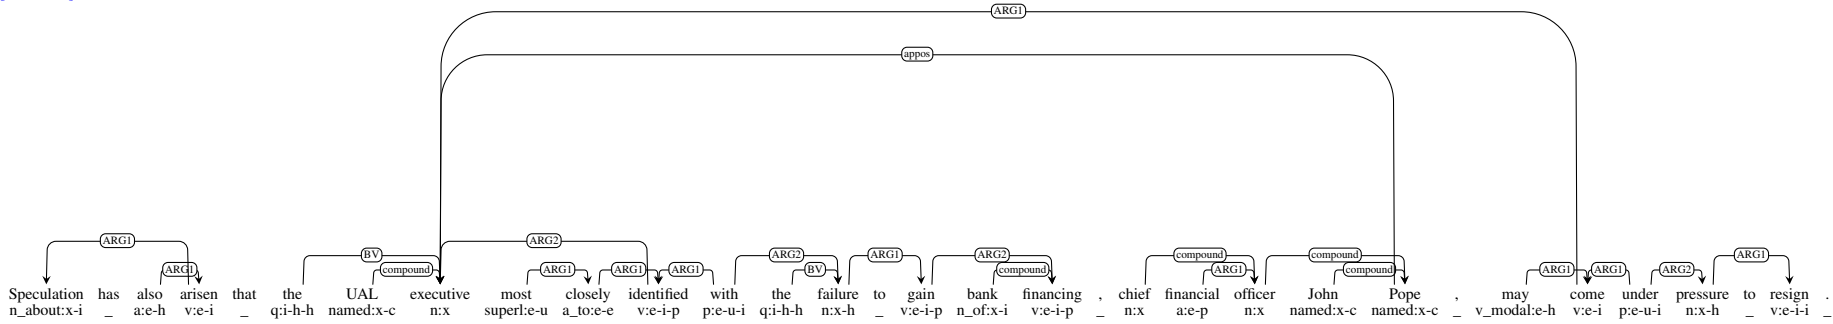 ARG1
appos
ARG1 BV ARG2 ARG2 ARG1 ARG2 compound compound ARG1
ARG1 compound ARG1 ARG1 ARG1 BV compound ARG1 compound ARG1 ARG1 ARG2
Speculation has also arisen that the UAL executive most closely identified with the failure to gain bank financing , chief financial officer John Pope , may come under pressure to resign .
n_about:x-i _ a:e-h v:e-i _ q:i-h-h named:x-c n:x superl:e-u a_to:e-e v:e-i-p p:e-u-i q:i-h-h n:x-h _ v:e-i-p n_of:x-i v:e-i-p _ n:x a:e-p n:x named:x-c named:x-c _ v_modal:e-h v:e-i p:e-u-i n:x-h _ v:e-i-i _